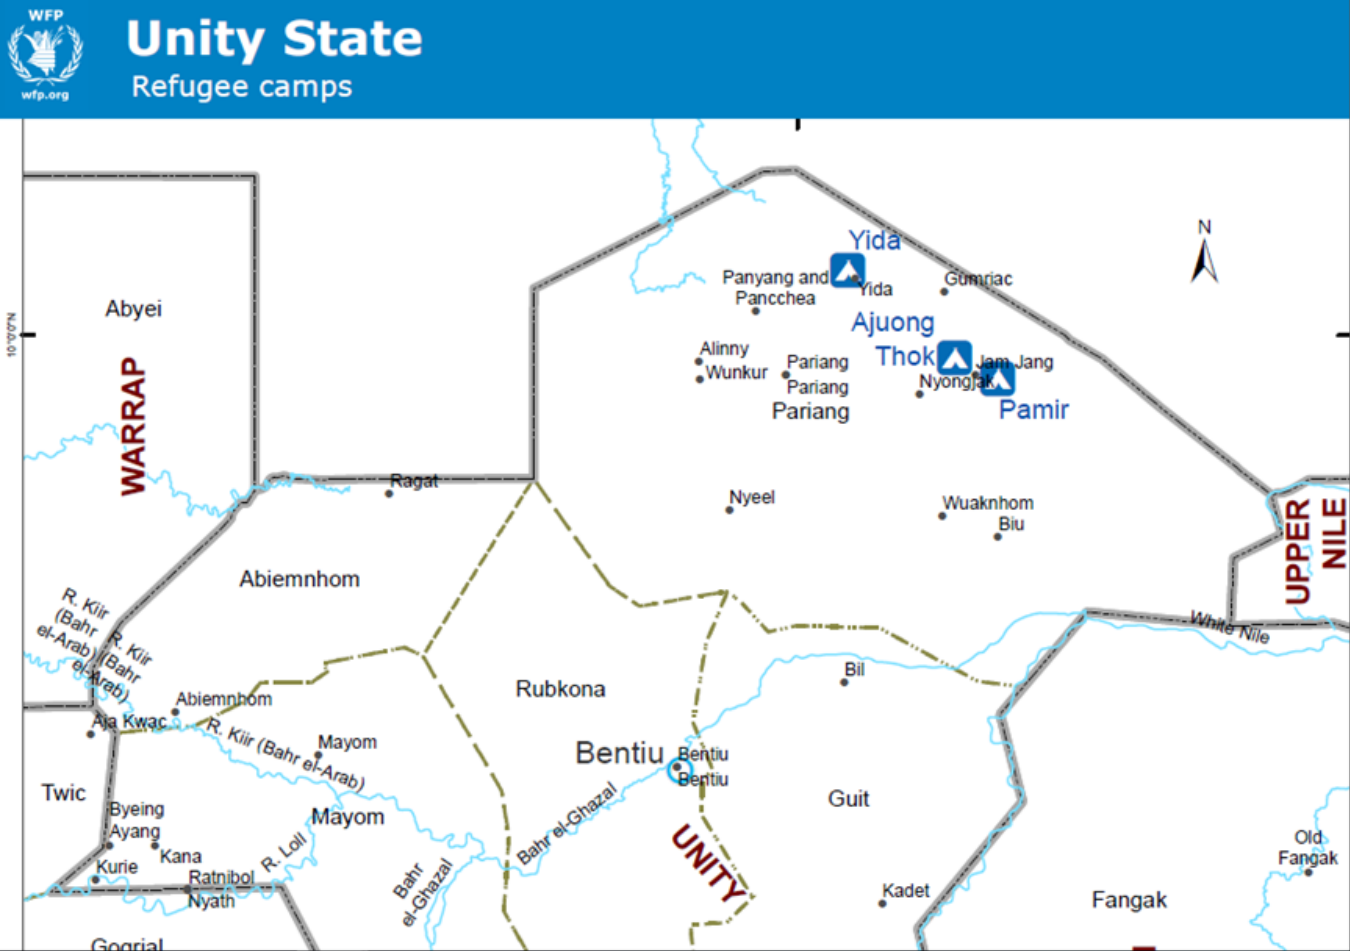 WFP
wfp.org
Unity State
Refugee camps
N
10°0'0"N
Abyei
WARRAP
Yida
Yida
Panyang and
Pancchea
Gumriac
Ajuong
Thok
Alinny
Wunkur
Pariang
Pariang
Pariang
Jam Jang
Nyongjak
Pamir
Ragat
Nyeel
Wuaknhom
Biu
UPPER
NILE
Abiemnhom
R. Kiir
(Bahr
el-Arab)
R. Kiir
(Bahr
el-Arab)
White Nile
Rubkona
Bil
Abiemnhom
Aja Kwac
R. Kiir (Bahr el-Arab)
Mayom
Bentiu
Bentiu
Bentiu
Twic
Mayom
Guit
Byeing
Ayang
Kana
Kurie
R. Loll
Bahr el-Ghazal
UNITY
Old
Fangak
Ratnibol
Nyath
Bahr
el-Ghazal
Kadet
Fangak
Gogrial